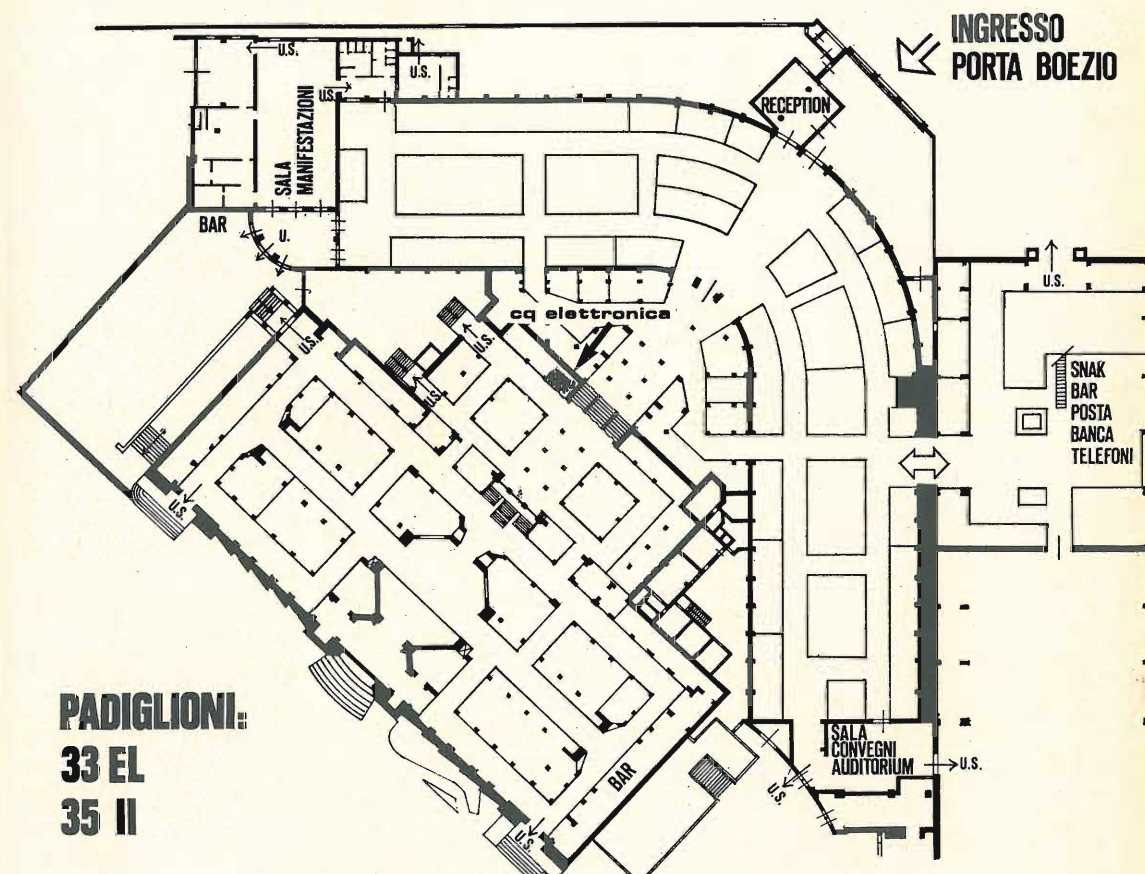 INGRESSO
PORTA BOEZIO
U.S.
U.S.
U.S.
RECEPTION
SALA
MANIFESTAZIONI
BAR
U.
U.S.
cq elettronica
U.S.
U.S.
U.S.
SNAK
BAR
POSTA
BANCA
TELEFONI
U.S.
PADIGLIONI:
33 EL
35 II
SALA
CONVEGNI
AUDITORIUM
U.S.
U.S.
BAR
U.S.